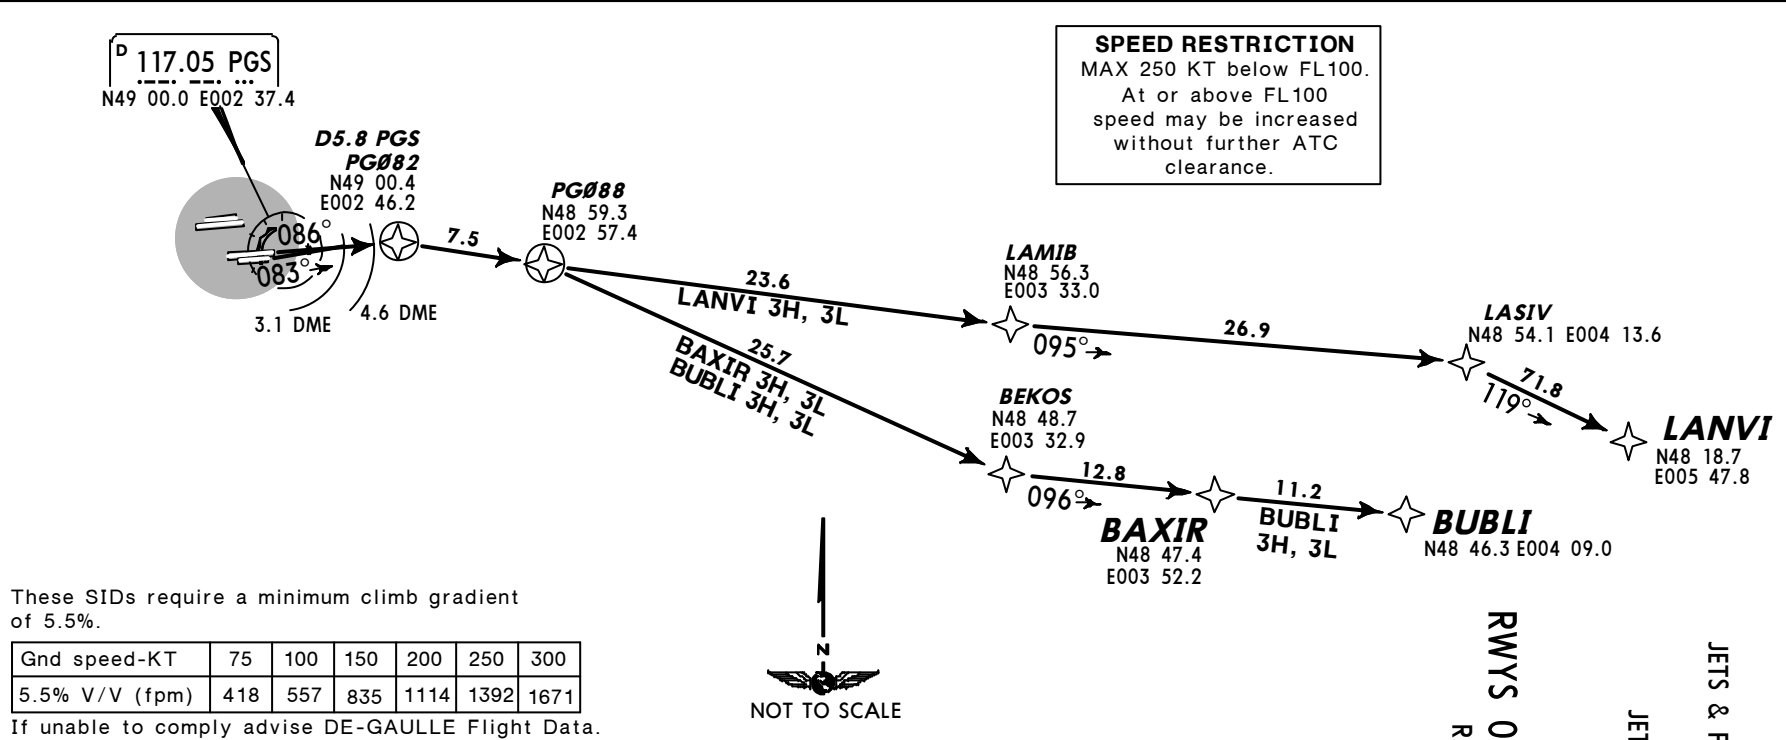 D 117.05 PGS
N49 00.0 E002 37.4
SPEED RESTRICTION
MAX 250 KT below FL100.
At or above FL100
speed may be increased
without further ATC
clearance.
D5.8 PGS
PGØ82
N49 00.4
E002 46.2
086°
083°
3.1 DME
4.6 DME
7.5
PGØ88
N48 59.3
E002 57.4
23.6
LANVI 3H, 3L
25.7
BAXIR 3H, 3L
BUBLI 3H, 3L
LAMIB
N48 56.3
E003 33.0
095°
26.9
LASIV
N48 54.1 E004 13.6
71.8
119°
LANVI
N48 18.7
E005 47.8
BEKOS
N48 48.7
E003 32.9
12.8
096°
BAXIR
N48 47.4
E003 52.2
11.2
BUBLI
3H, 3L
BUBLI
N48 46.3 E004 09.0
These SIDs require a minimum climb gradient
of 5.5%.
Gnd speed-KT 75 100 150 200 250 300
5.5% V/V (fpm) 418 557 835 1114 1392 1671
If unable to comply advise DE-GAULLE Flight Data.
N
NOT TO SCALE
RWYS 0
R
JET
JETS & F